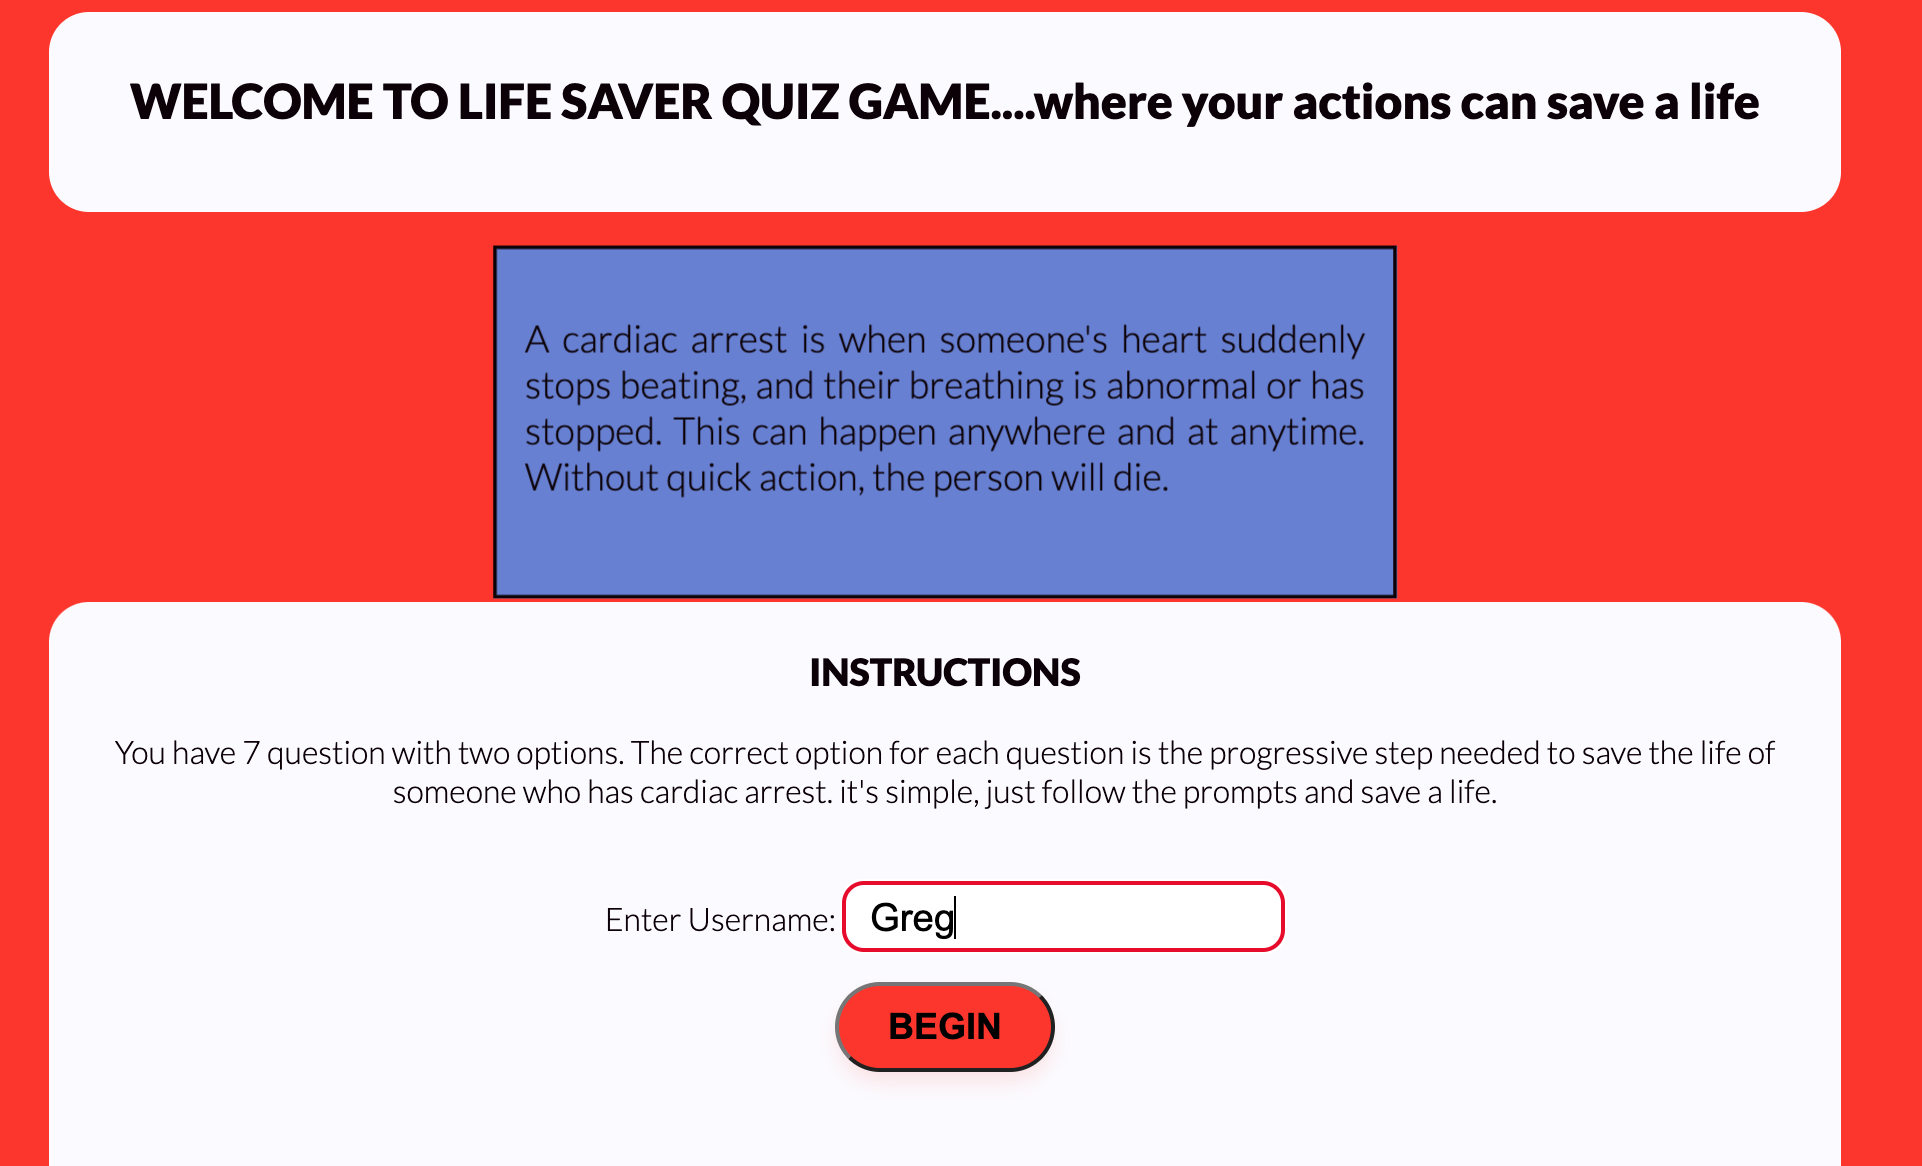 WELCOME TO LIFE SAVER QUIZ GAME....where your actions can save a life
A cardiac arrest is when someone's heart suddenly
stops beating, and their breathing is abnormal or has
stopped. This can happen anywhere and at anytime.
Without quick action, the person will die.
INSTRUCTIONS
You have 7 question with two options. The correct option for each question is the progressive step needed to save the life of
someone who has cardiac arrest. it's simple, just follow the prompts and save a life.
Enter Username: Greg
BEGIN